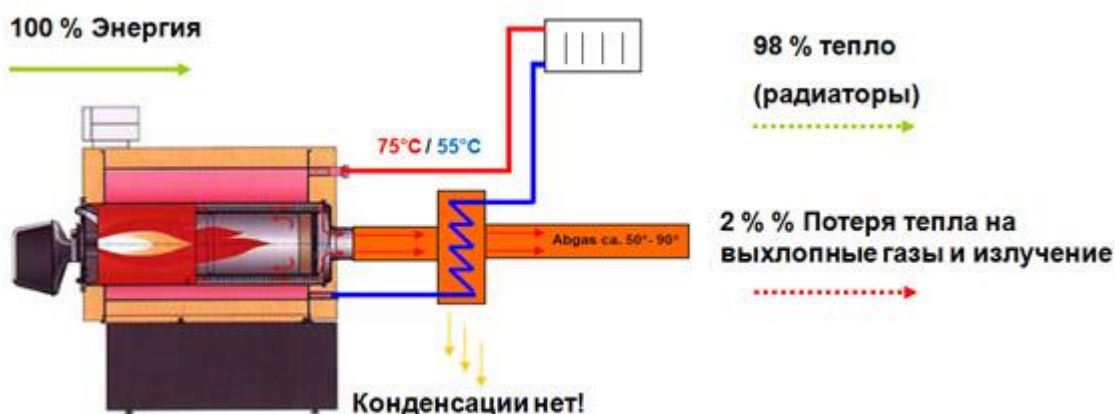 100 % Энергия
98 % тепло
(радиаторы)
75°C / 55°C
Abgas ca. 50°- 90°
2 % % Потеря тепла на
выхлопные газы и излучение
Конденсации нет!